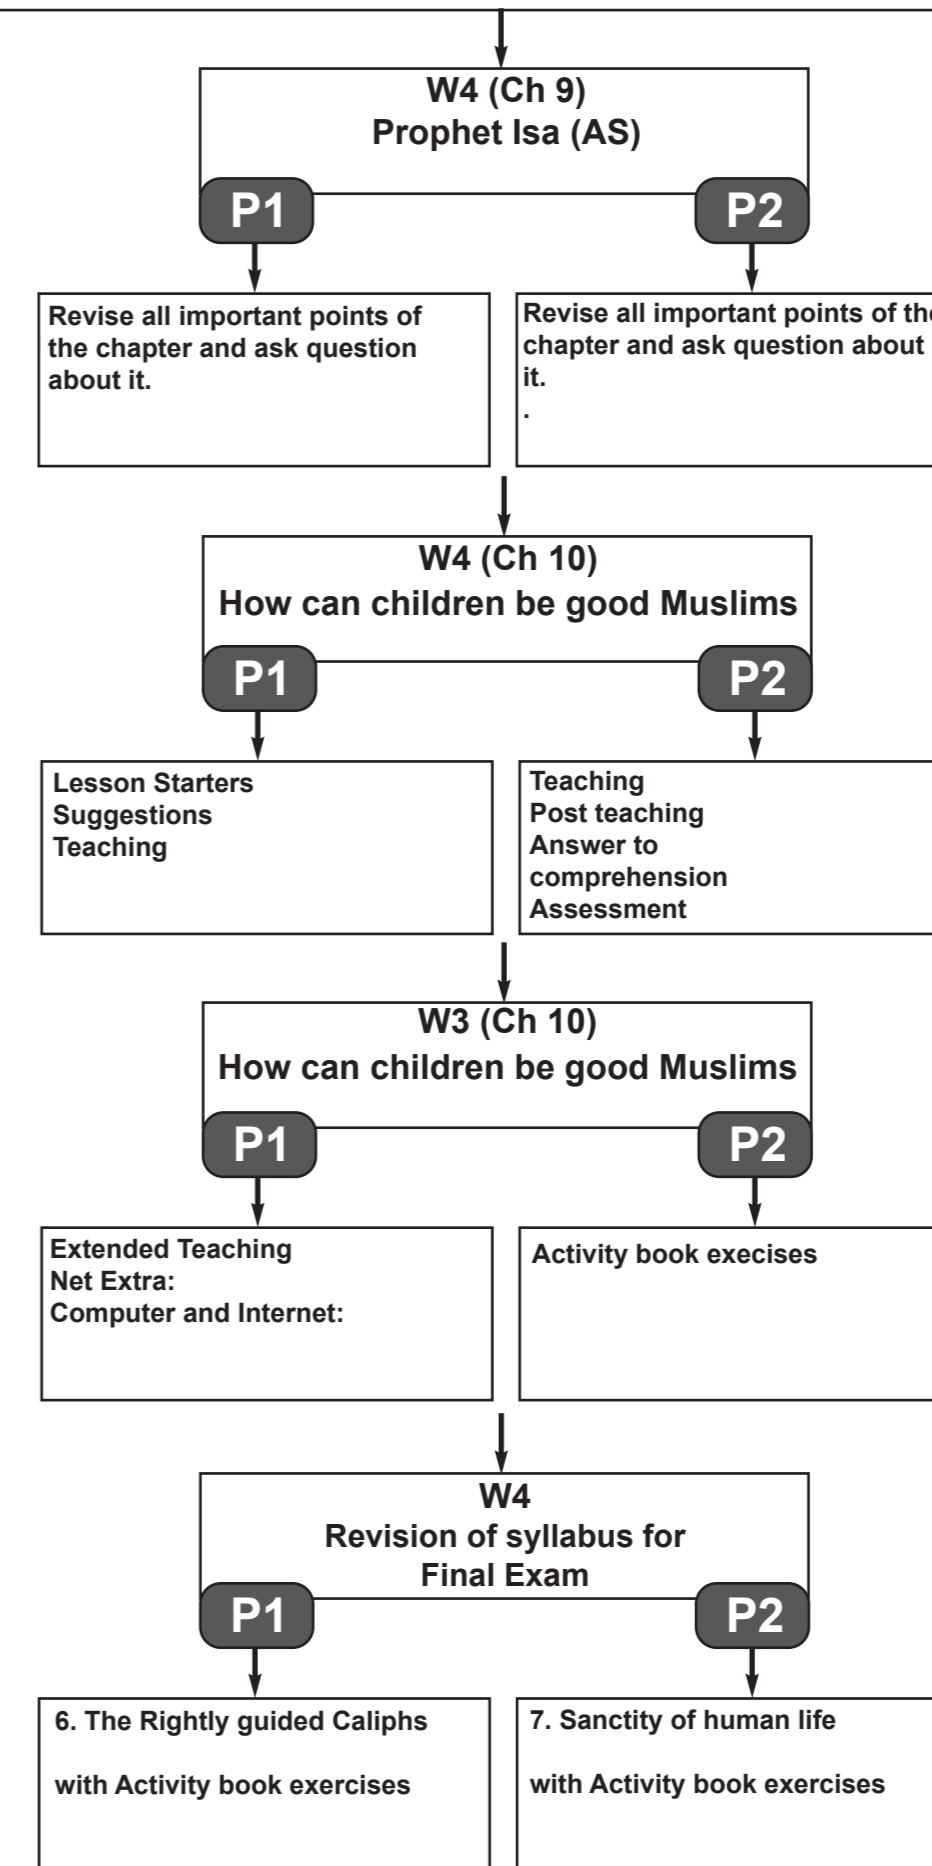 W4 (Ch 9)
Prophet Isa (AS)
P1
P2
Revise all important points of
the chapter and ask question
about it.
Revise all important points of the
chapter and ask question about
it.
.
W4 (Ch 10)
How can children be good Muslims
P1
P2
Lesson Starters
Suggestions
Teaching
Teaching
Post teaching
Answer to
comprehension
Assessment
W3 (Ch 10)
How can children be good Muslims
P1
P2
Extended Teaching
Net Extra:
Computer and Internet:
Activity book execises
W4
Revision of syllabus for
Final Exam
P1
P2
6. The Rightly guided Caliphs
with Activity book exercises
7. Sanctity of human life
with Activity book exercises